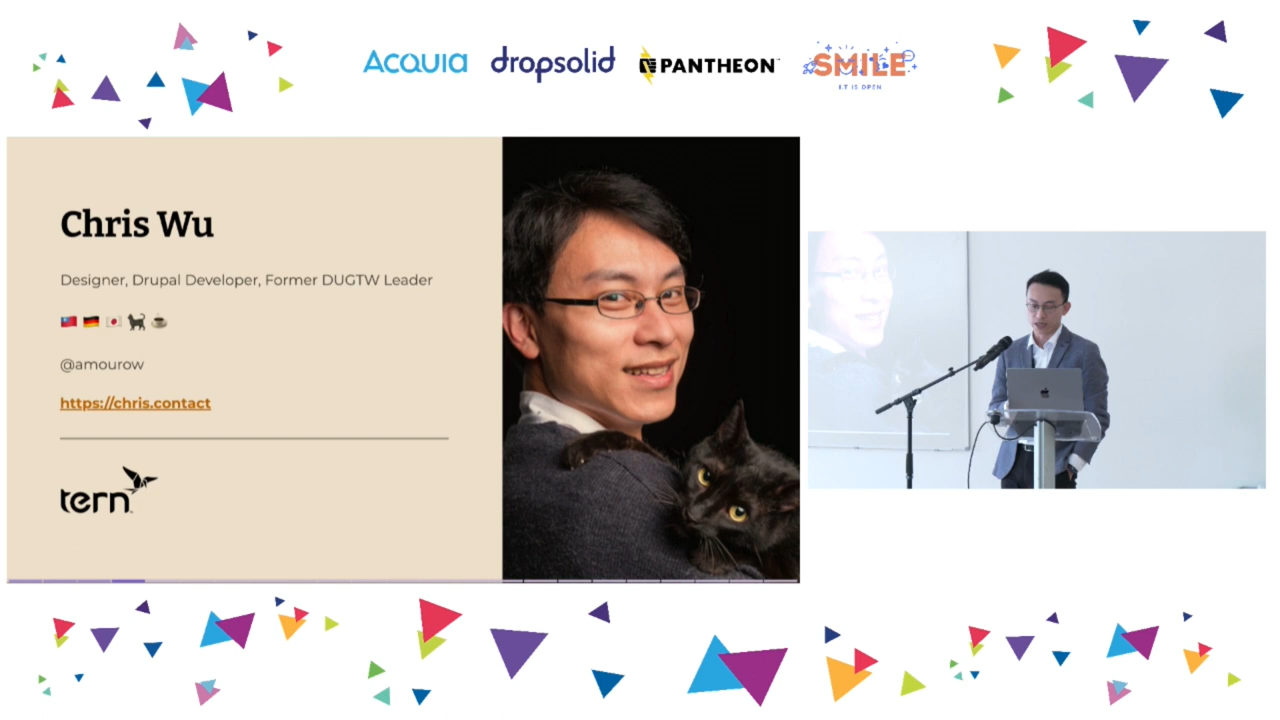 Acquia
dropsolid
PANTHEON
SMILE
I.T IS OPEN
Chris Wu
Designer, Drupal Developer, Former DUGTW Leader
🇹🇼 🇩🇪 🇯🇵 🐈‍⬛ ☕
@amourow
https://chris.contact
tern